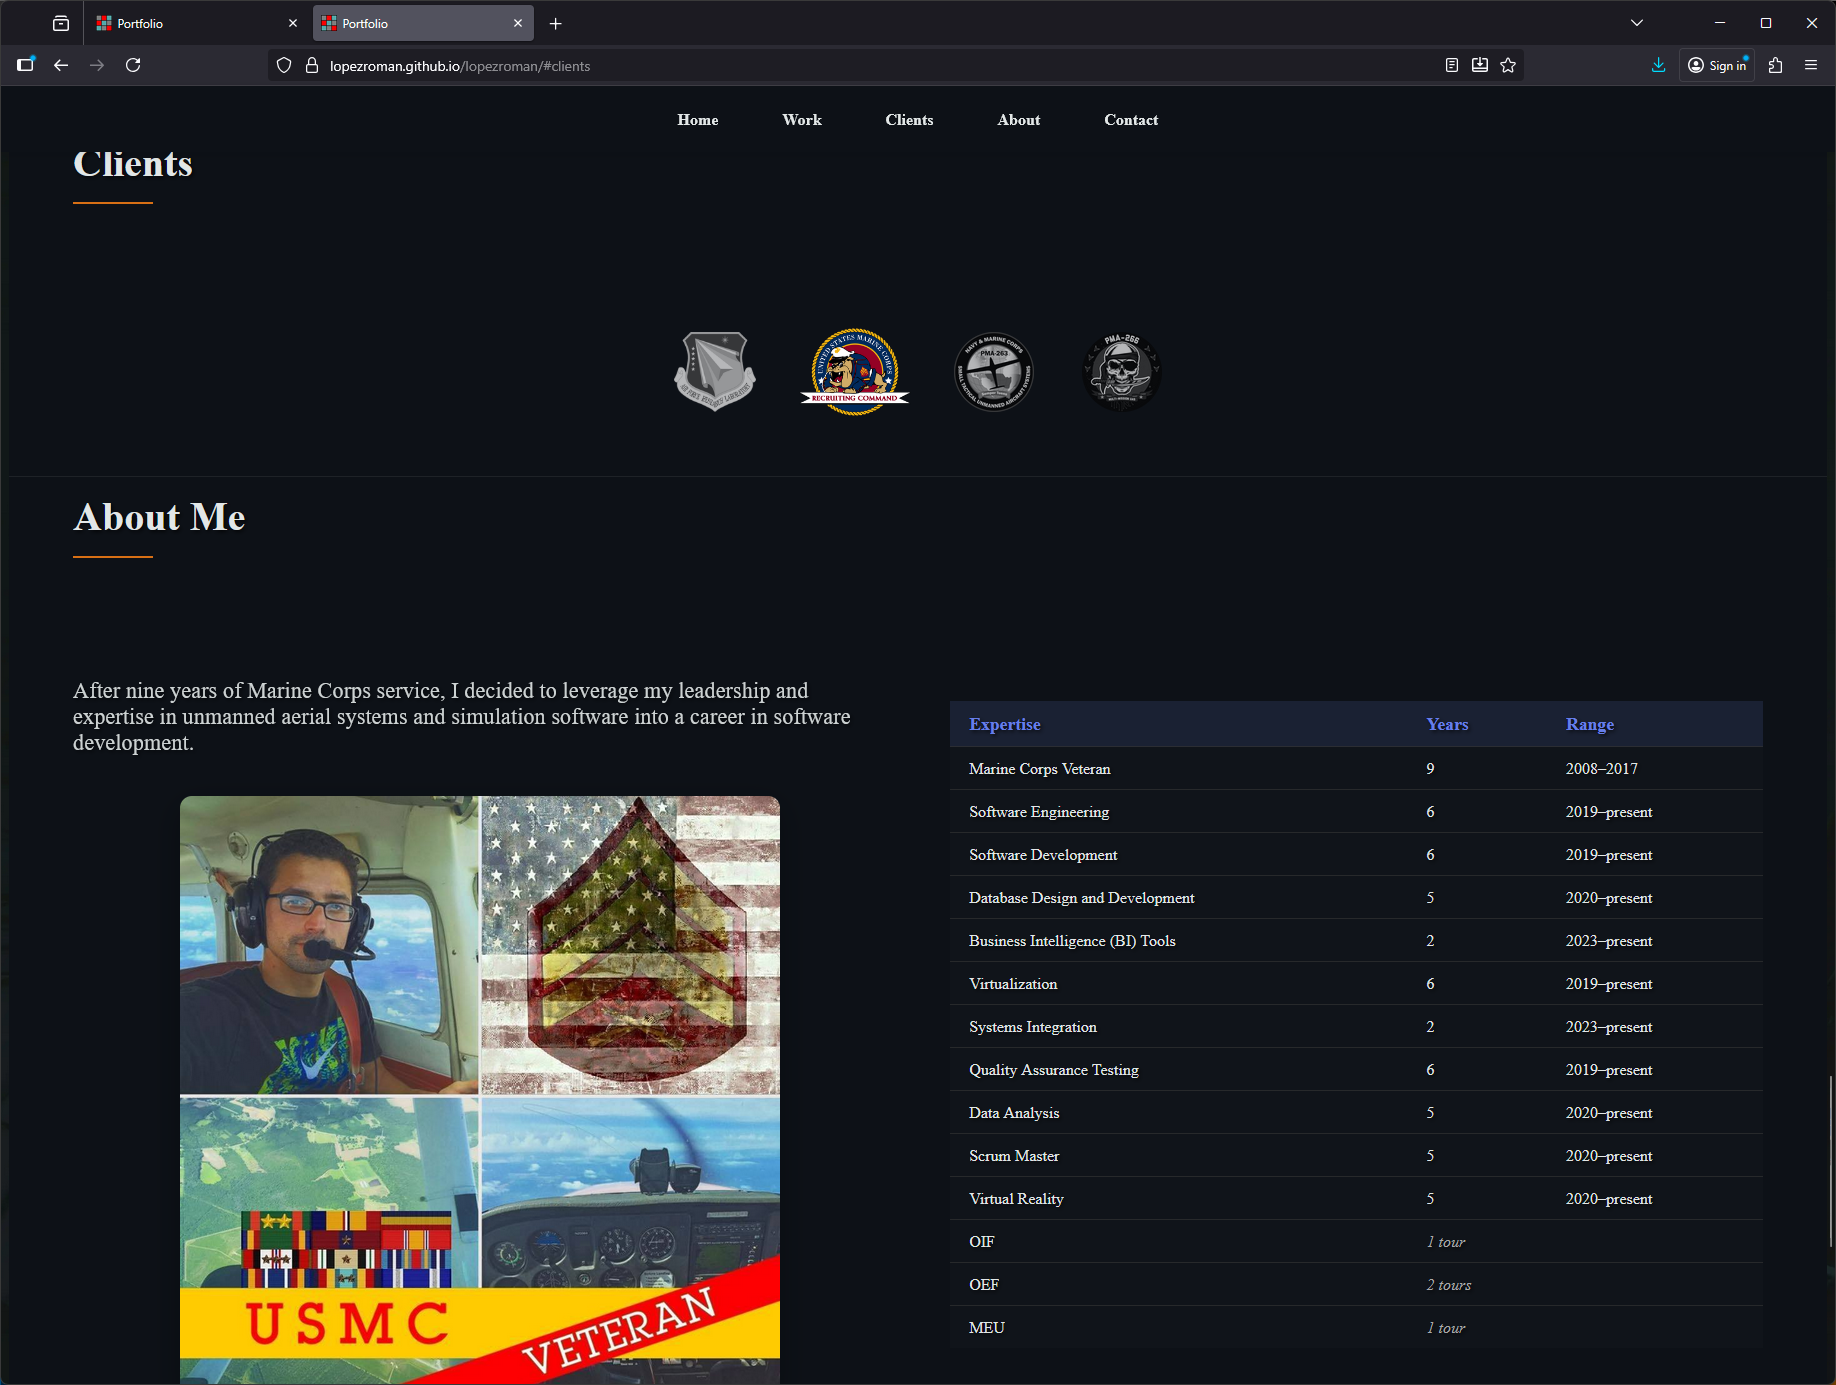 Portfolio
Portfolio
lopezroman.github.io/lopezroman/#clients
Sign in
Home
Work
Clients
About
Contact
Clients
AIR FORCE RESEARCH LABORATORY
UNITED STATES MARINE CORPS
RECRUITING COMMAND
NAVY & MARINE CORPS
PMA-263
SMALL TACTICAL UNMANNED AIRCRAFT SYSTEMS
PMA-266
About Me
After nine years of Marine Corps service, I decided to leverage my leadership and
expertise in unmanned aerial systems and simulation software into a career in software
development.
USMC
VETERAN
Expertise Years Range
Marine Corps Veteran 9 2008–2017
Software Engineering 6 2019–present
Software Development 6 2019–present
Database Design and Development 5 2020–present
Business Intelligence (BI) Tools 2 2023–present
Virtualization 6 2019–present
Systems Integration 2 2023–present
Quality Assurance Testing 6 2019–present
Data Analysis 5 2020–present
Scrum Master 5 2020–present
Virtual Reality 5 2020–present
OIF 1 tour
OEF 2 tours
MEU 1 tour